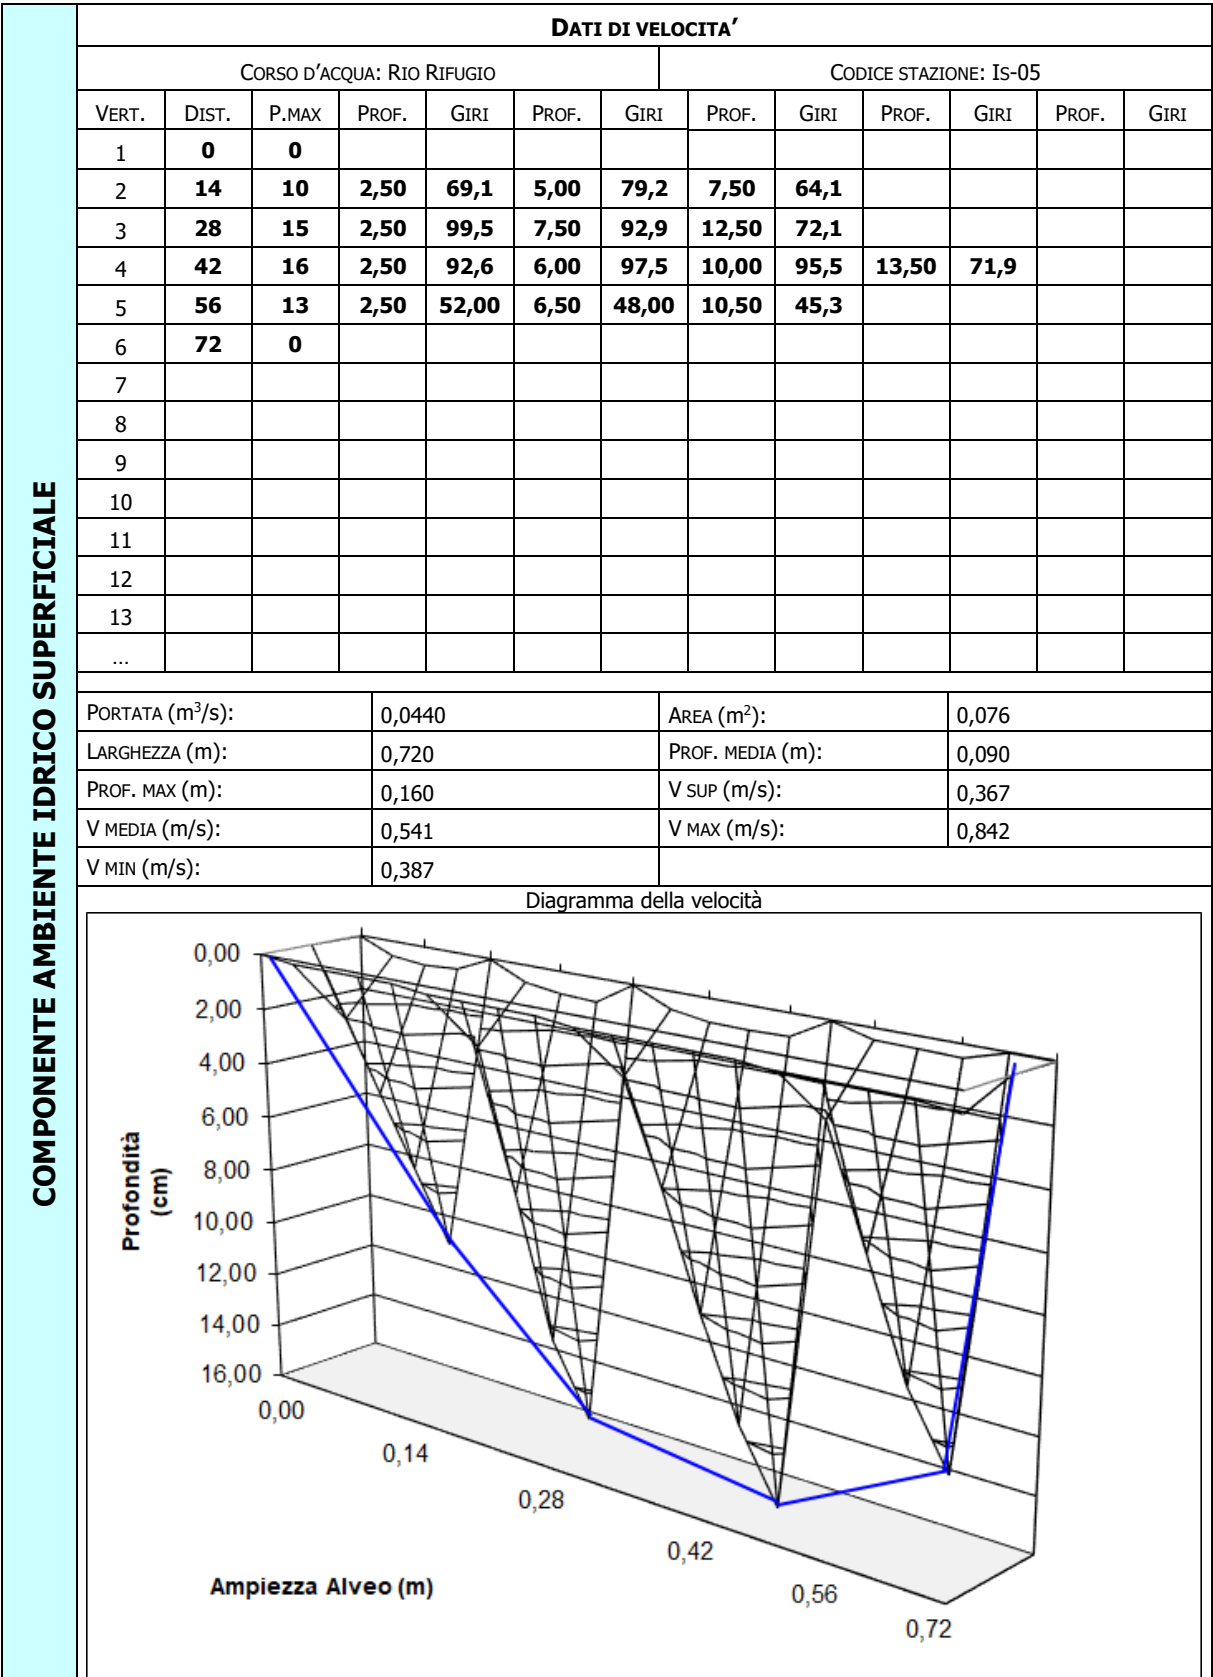 COMPONENTE AMBIENTE IDRICO SUPERFICIALE
DATI DI VELOCITA’
CORSO D’ACQUA: RIO RIFUGIO CODICE STAZIONE: IS-05
VERT. DIST. P.MAX PROF. GIRI PROF. GIRI PROF. GIRI PROF. GIRI PROF. GIRI
1 0 0
2 14 10 2,50 69,1 5,00 79,2 7,50 64,1
3 28 15 2,50 99,5 7,50 92,9 12,50 72,1
4 42 16 2,50 92,6 6,00 97,5 10,00 95,5 13,50 71,9
5 56 13 2,50 52,00 6,50 48,00 10,50 45,3
6 72 0
7
8
9
10
11
12
13
…
PORTATA (m³/s): 0,0440 AREA (m²): 0,076
LARGHEZZA (m): 0,720 PROF. MEDIA (m): 0,090
PROF. MAX (m): 0,160 V SUP (m/s): 0,367
V MEDIA (m/s): 0,541 V MAX (m/s): 0,842
V MIN (m/s): 0,387
Diagramma della velocità
0,00
2,00
4,00
6,00
8,00
10,00
12,00
14,00
16,00
Profondità
(cm)
0,00
0,14
0,28
0,42
0,56
0,72
Ampiezza Alveo (m)